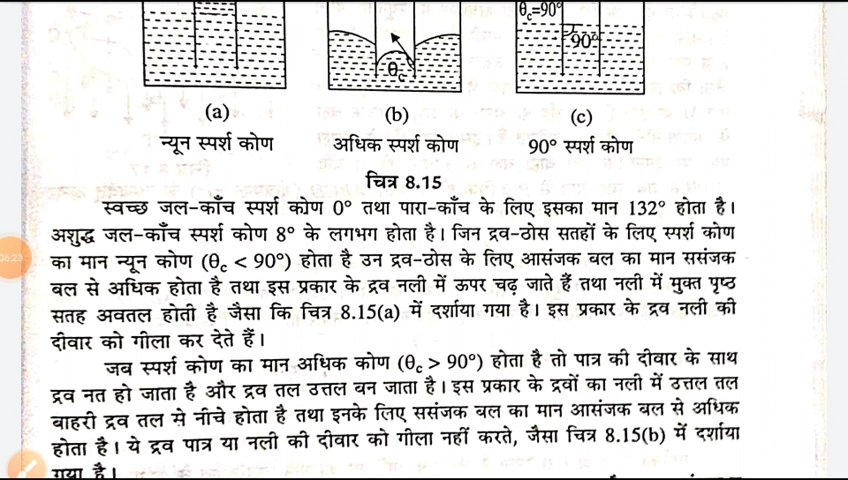 θc=90°
90°
θc
(a) (b) (c)
न्यून स्पर्श कोण अधिक स्पर्श कोण 90° स्पर्श कोण
चित्र 8.15
स्वच्छ जल-काँच स्पर्श कोण 0° तथा पारा-काँच के लिए इसका मान 132° होता है।
अशुद्ध जल-काँच स्पर्श कोण 8° के लगभग होता है। जिन द्रव-ठोस सतहों के लिए स्पर्श कोण
का मान न्यून कोण (θc < 90°) होता है उन द्रव-ठोस के लिए आसंजक बल का मान ससंजक
बल से अधिक होता है तथा इस प्रकार के द्रव नली में ऊपर चढ़ जाते हैं तथा नली में मुक्त पृष्ठ
सतह अवतल होती है जैसा कि चित्र 8.15(a) में दर्शाया गया है। इस प्रकार के द्रव नली की
दीवार को गीला कर देते हैं।
जब स्पर्श कोण का मान अधिक कोण (θc > 90°) होता है तो पात्र की दीवार के साथ
द्रव नत हो जाता है और द्रव तल उत्तल बन जाता है। इस प्रकार के द्रवों का नली में उत्तल तल
बाहरी द्रव तल से नीचे होता है तथा इनके लिए ससंजक बल का मान आसंजक बल से अधिक
होता है। ये द्रव पात्र या नली की दीवार को गीला नहीं करते, जैसा चित्र 8.15(b) में दर्शाया
गया है।